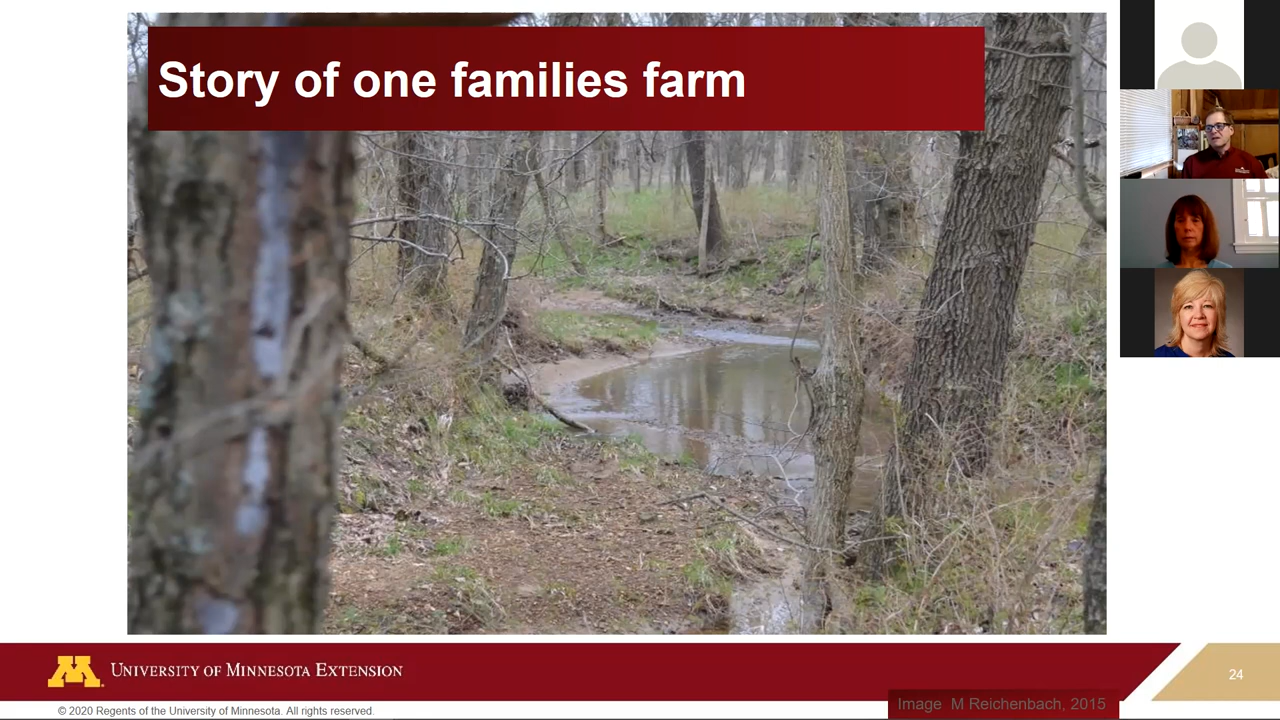 Story of one families farm
UNIVERSITY OF MINNESOTA EXTENSION
24
© 2020 Regents of the University of Minnesota. All rights reserved.
Image M Reichenbach, 2015